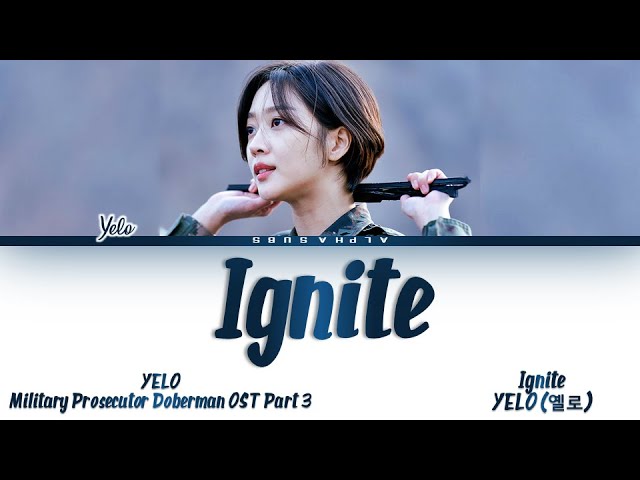 Yelo
ALPHASUBS
Ignite
YELO
Military Prosecutor Doberman OST Part 3
Ignite
YELO (옐로)